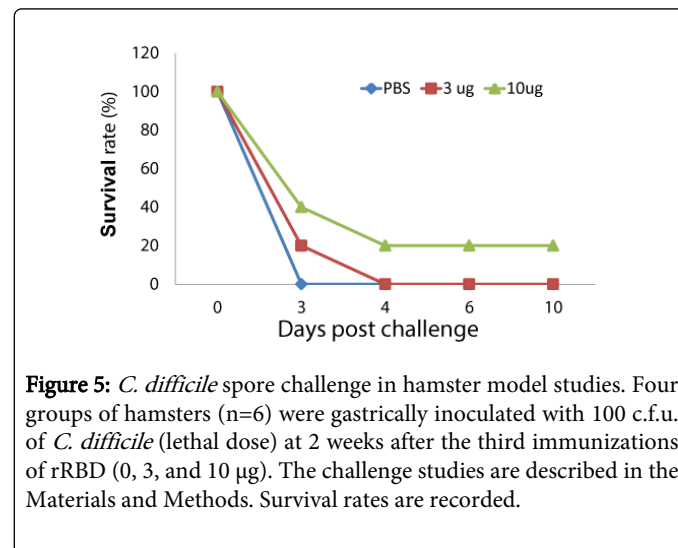 120
100
80
60
40
20
0
Survival rate (%)
PBS 3 ug 10ug
0 3 4 6 10
Days post challenge
Figure 5: C. difficile spore challenge in hamster model studies. Four
groups of hamsters (n=6) were gastrically inoculated with 100 c.f.u.
of C. difficile (lethal dose) at 2 weeks after the third immunizations
of rRBD (0, 3, and 10 μg). The challenge studies are described in the
Materials and Methods. Survival rates are recorded.